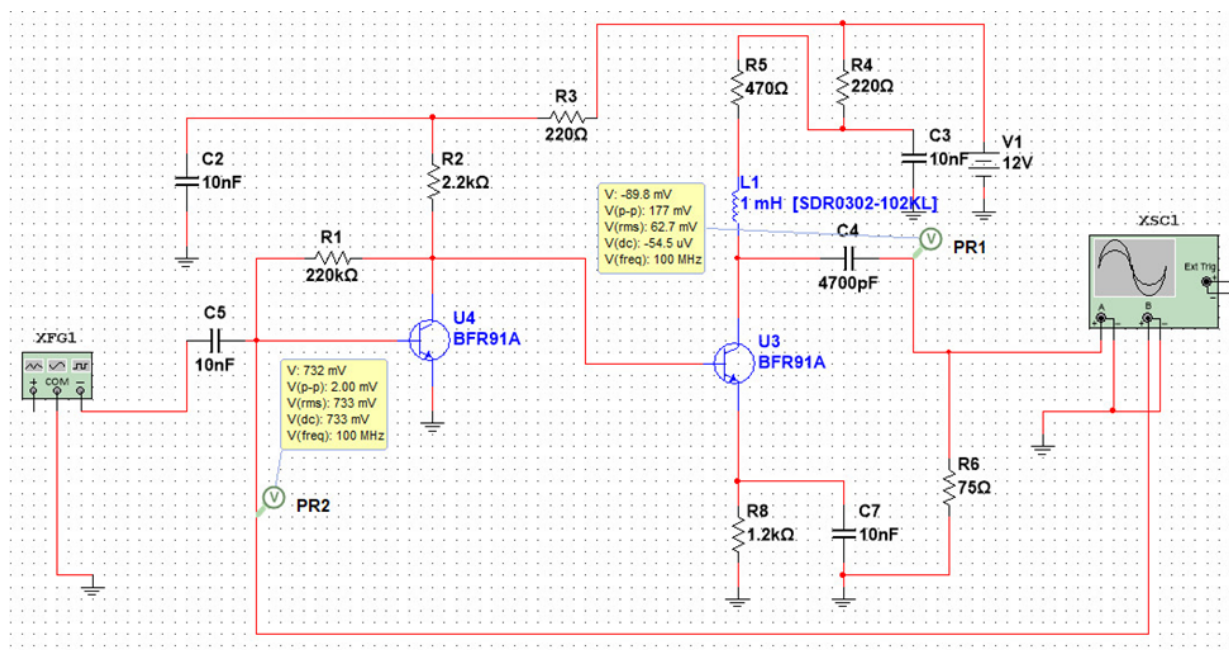 R5
470Ω
R4
220Ω
R3
220Ω
C2
10nF
R2
2.2kΩ
C3
10nF
V1
12V
V: -89.8 mV
V(p-p): 177 mV
V(rms): 62.7 mV
V(dc): -54.5 uV
V(freq): 100 MHz
L1
1 mH [SDR0302-102KL]
XSC1
R1
220kΩ
C4
4700pF
PR1
Ext Trig
+
-
A
B
+ -
+ -
C5
10nF
U4
BFR91A
U3
BFR91A
XFG1
+ COM -
V: 732 mV
V(p-p): 2.00 mV
V(rms): 733 mV
V(dc): 733 mV
V(freq): 100 MHz
V
PR2
V
R6
75Ω
R8
1.2kΩ
C7
10nF